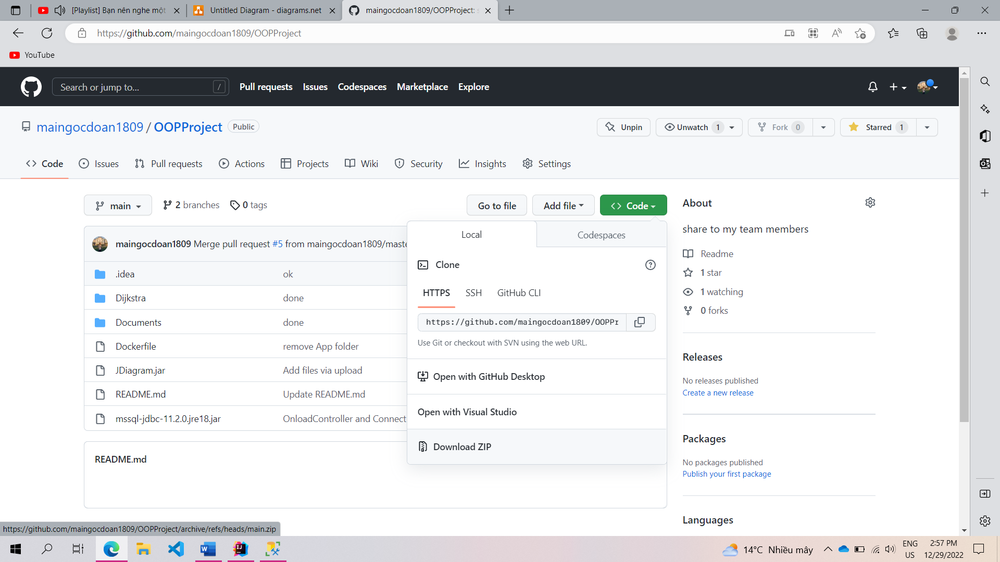 [Playlist] Bạn nên nghe một
Untitled Diagram - diagrams.net
maingocdoan1809/OOPProject:
https://github.com/maingocdoan1809/OOPProject
YouTube
Search or jump to...
/
Pull requests
Issues
Codespaces
Marketplace
Explore
maingocdoan1809 / OOPProject
Public
Unpin
Unwatch 1
Fork 0
Starred 1
Code
Issues
Pull requests
Actions
Projects
Wiki
Security
Insights
Settings
main
2 branches
0 tags
Go to file
Add file
Code
maingocdoan1809 Merge pull request #5 from maingocdoan1809/maste
.idea
ok
Dijkstra
done
Documents
done
Dockerfile
remove App folder
JDiagram.jar
Add files via upload
README.md
Update README.md
mssql-jdbc-11.2.0.jre18.jar
OnloadController and Connect
README.md
Local
Codespaces
Clone
HTTPS
SSH
GitHub CLI
https://github.com/maingocdoan1809/OOPPr
Use Git or checkout with SVN using the web URL.
Open with GitHub Desktop
Open with Visual Studio
Download ZIP
About
share to my team members
Readme
1 star
1 watching
0 forks
Releases
No releases published
Create a new release
Packages
No packages published
Publish your first package
Languages
https://github.com/maingocdoan1809/OOPProject/archive/refs/heads/main.zip
14°C Nhiều mây
ENG
US
2:57 PM
12/29/2022